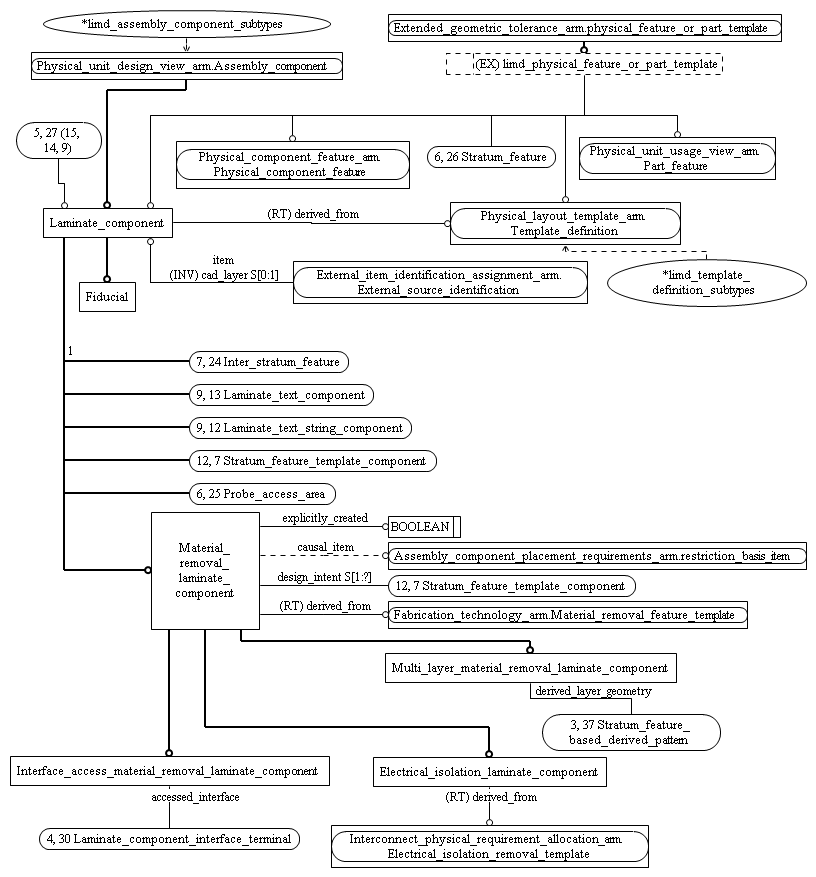 *limd_assembly_component_subtypes
Extended_geometric_tolerance_arm.physical_feature_or_part_template
Physical_unit_design_view_arm.Assembly_component
(EX) limd_physical_feature_or_part_template
5, 27 (15,
14, 9)
Physical_component_feature_arm.
Physical_component_feature
6, 26 Stratum_feature
Physical_unit_usage_view_arm.
Part_feature
Laminate_component
(RT) derived_from
Physical_layout_template_arm.
Template_definition
item
(INV) cad_layer S[0:1]
External_item_identification_assignment_arm.
External_source_identification
*limd_template_
definition_subtypes
Fiducial
1
7, 24 Inter_stratum_feature
9, 13 Laminate_text_component
9, 12 Laminate_text_string_component
12, 7 Stratum_feature_template_component
6, 25 Probe_access_area
Material_
removal_
laminate_
component
explicitly_created
BOOLEAN
causal_item
Assembly_component_placement_requirements_arm.restriction_basis_item
design_intent S[1:?]
12, 7 Stratum_feature_template_component
(RT) derived_from
Fabrication_technology_arm.Material_removal_feature_template
Multi_layer_material_removal_laminate_component
derived_layer_geometry
3, 37 Stratum_feature_
based_derived_pattern
Interface_access_material_removal_laminate_component
Electrical_isolation_laminate_component
accessed_interface
(RT) derived_from
4, 30 Laminate_component_interface_terminal
Interconnect_physical_requirement_allocation_arm.
Electrical_isolation_removal_template